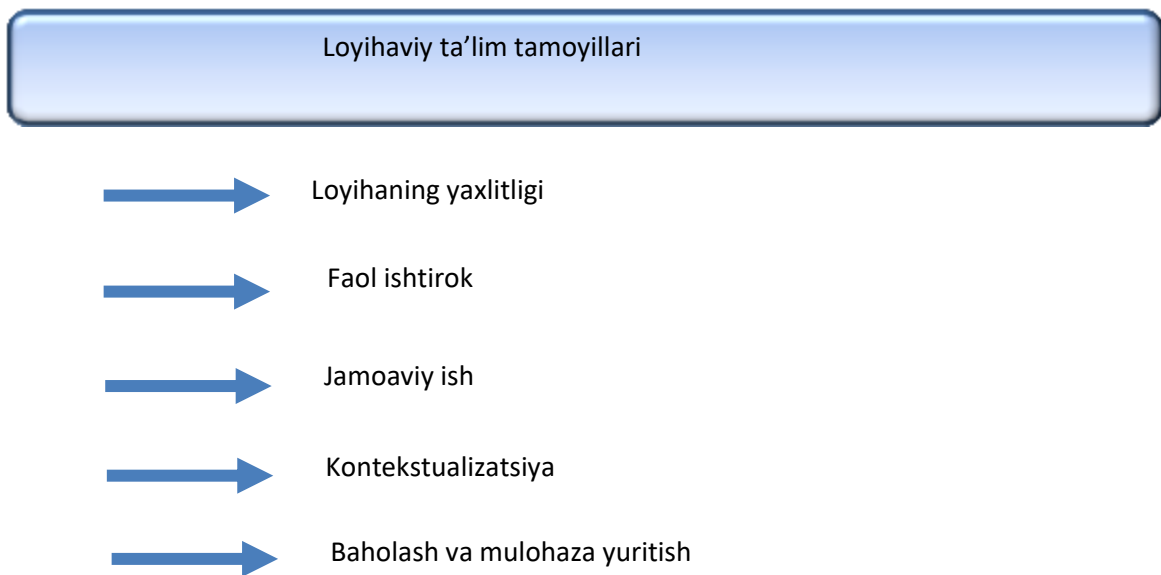 Loyihaviy ta’lim tamoyillari
Loyihaning yaxlitligi
Faol ishtirok
Jamoaviy ish
Kontekstualizatsiya
Baholash va mulohaza yuritish